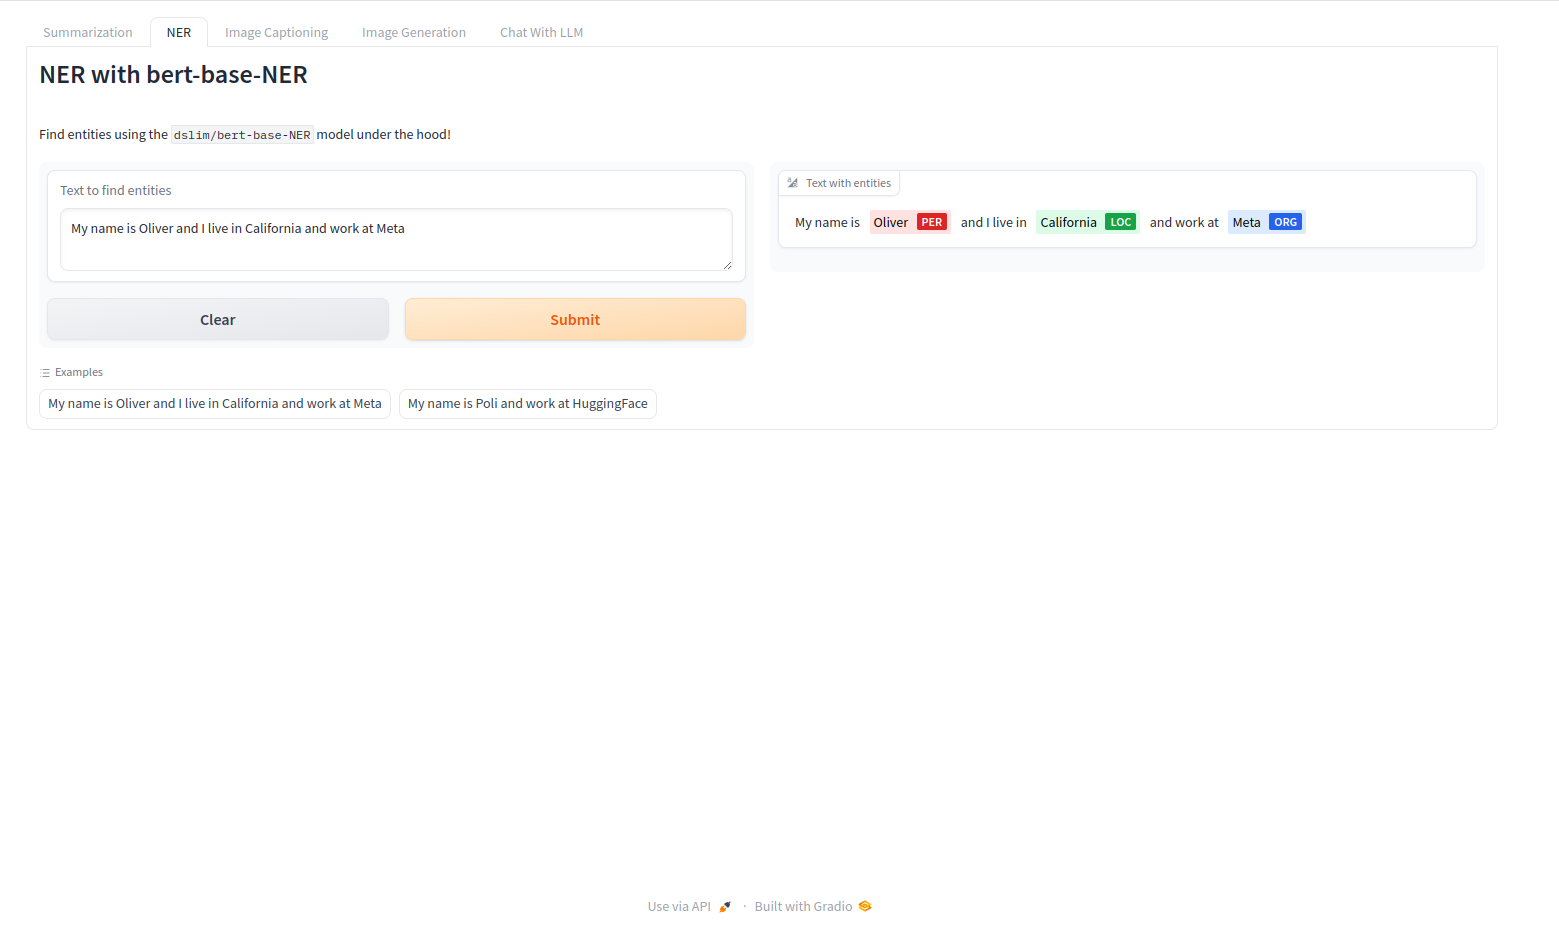 Summarization NER Image Captioning Image Generation Chat With LLM
NER with bert-base-NER
Find entities using the dslim/bert-base-NER model under the hood!
Text to find entities
My name is Oliver and I live in California and work at Meta
Clear Submit
Text with entities
My name is Oliver PER and I live in California LOC and work at Meta ORG
Examples
My name is Oliver and I live in California and work at Meta My name is Poli and work at HuggingFace
Use via API · Built with Gradio